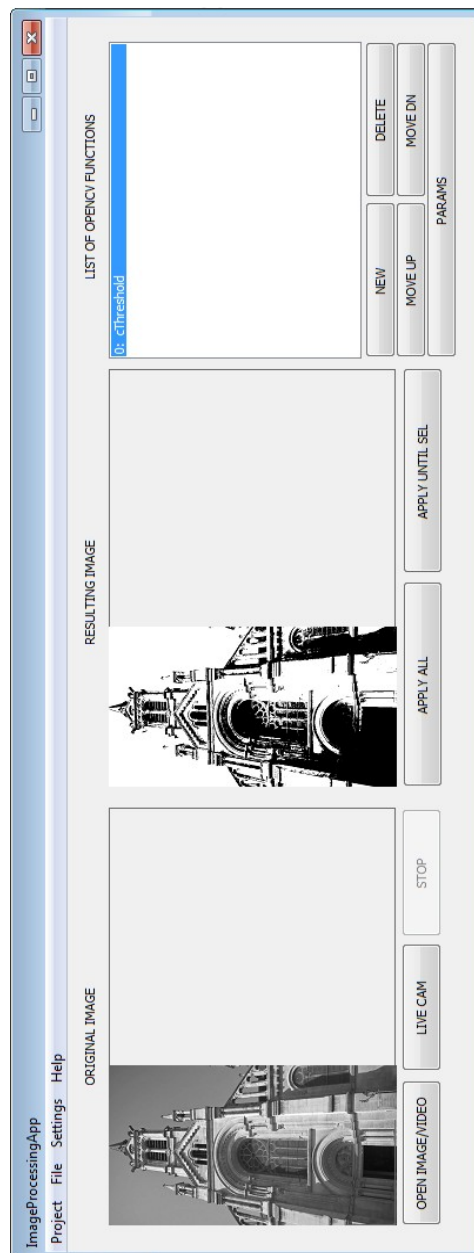 ImageProcessingApp
Project File Settings Help
ORIGINAL IMAGE
RESULTING IMAGE
LIST OF OPENCV FUNCTIONS
0: cThreshold
OPEN IMAGE/VIDEO
LIVE CAM
STOP
APPLY ALL
APPLY UNTIL SEL
NEW
DELETE
MOVE UP
MOVE DN
PARAMS